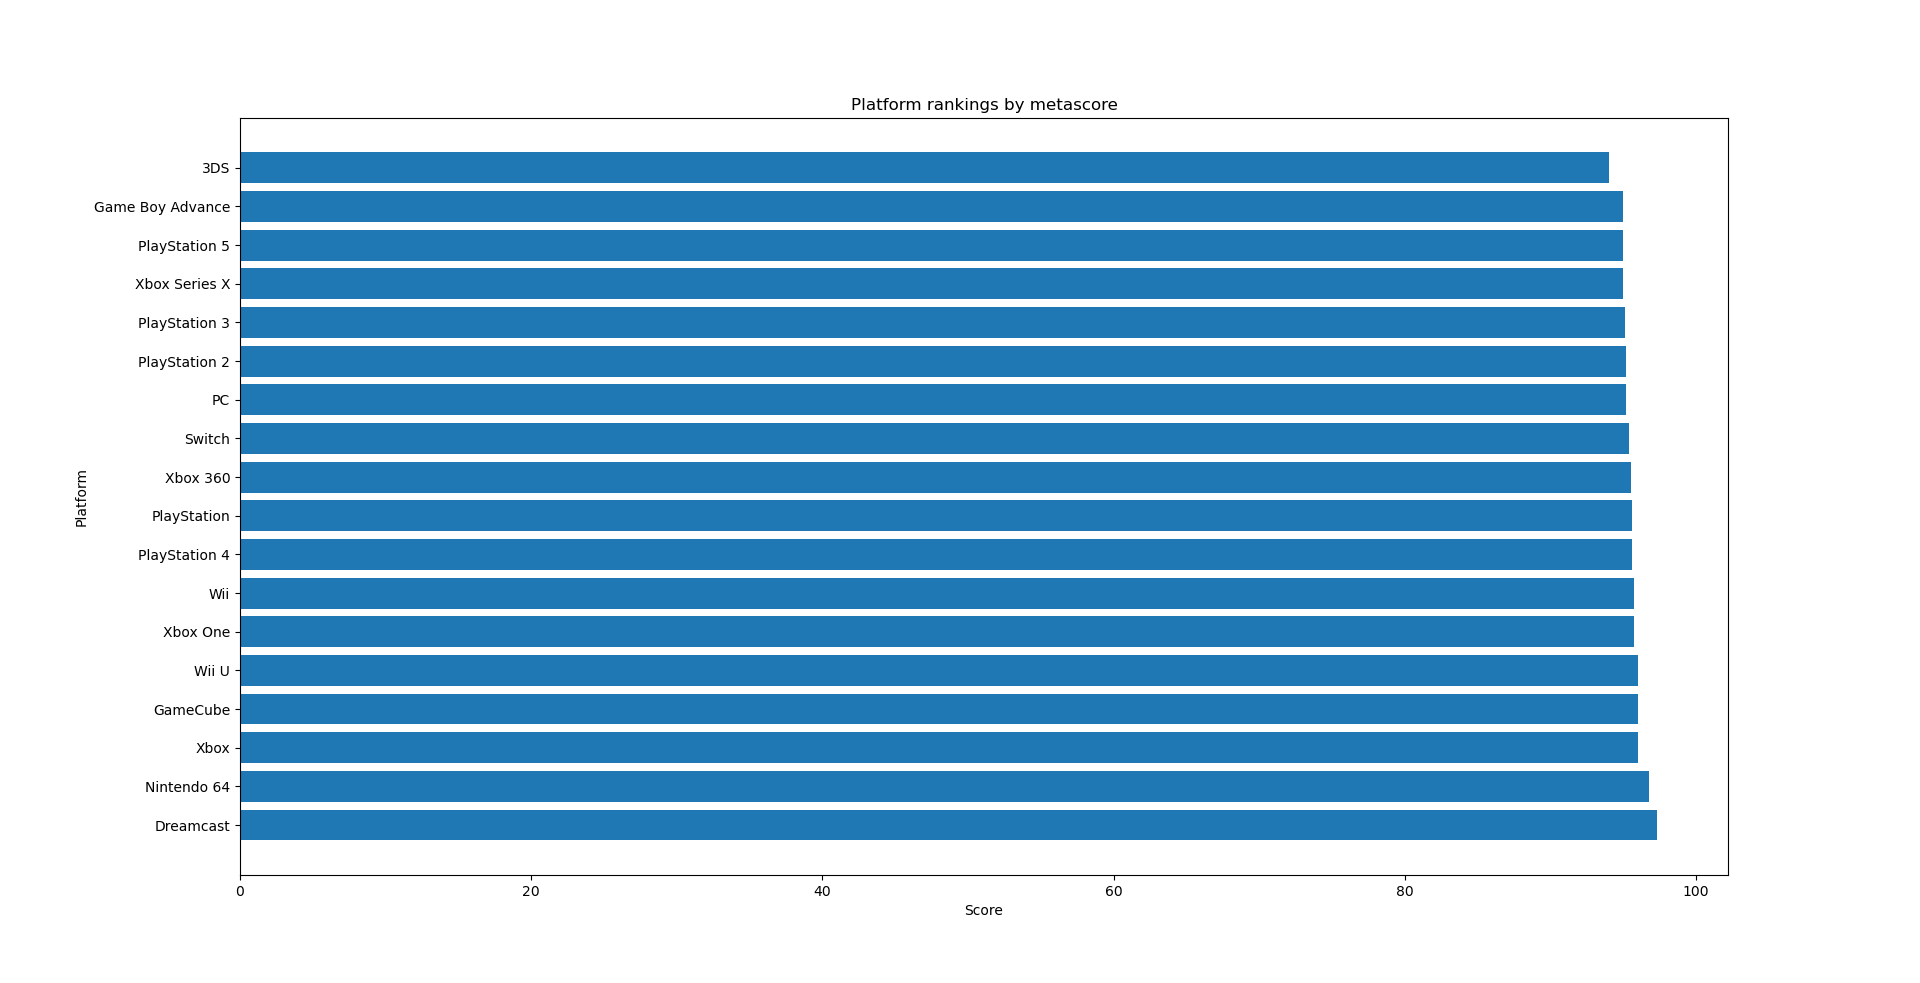 Platform rankings by metascore
3DS
Game Boy Advance
PlayStation 5
Xbox Series X
PlayStation 3
PlayStation 2
PC
Switch
Xbox 360
PlayStation
PlayStation 4
Wii
Xbox One
Wii U
GameCube
Xbox
Nintendo 64
Dreamcast
Platform
0 20 40 60 80 100
Score